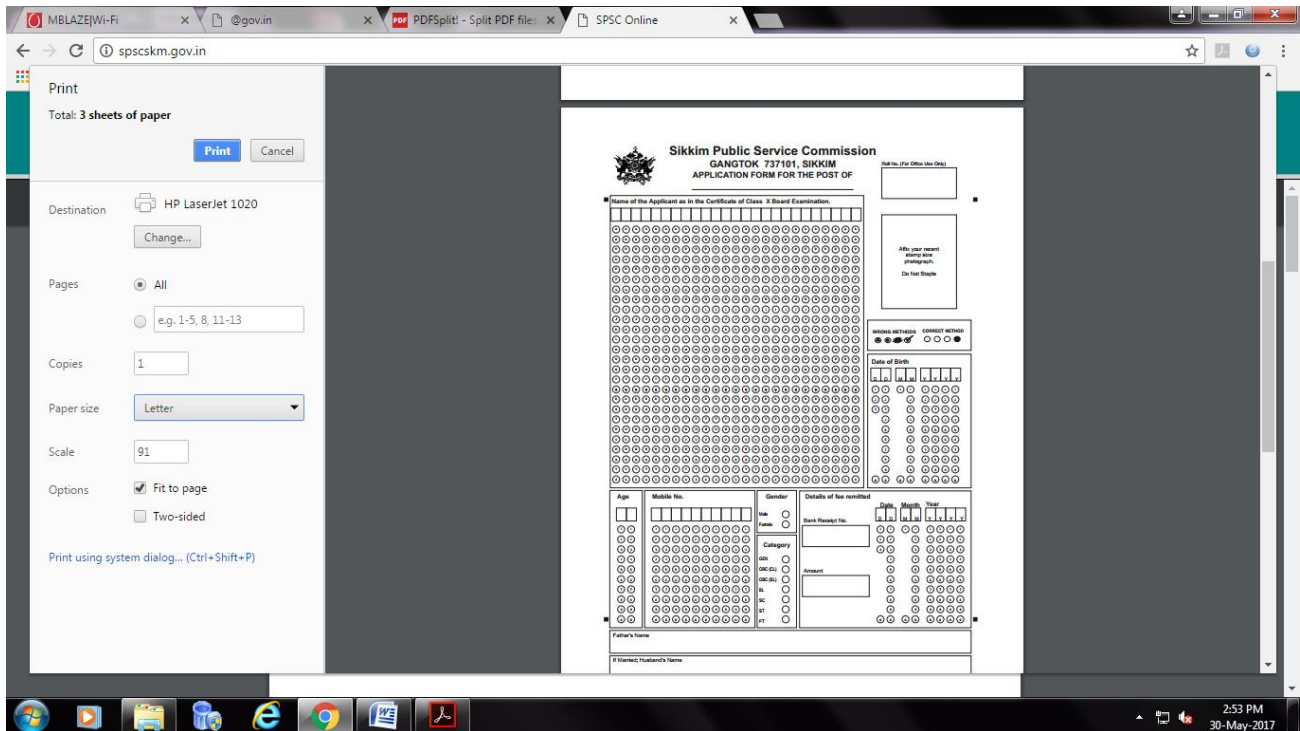 MBLAZE|Wi-Fi
@gov.in
PDFSplit! - Split PDF files
SPSC Online
spscskm.gov.in
Print
Total: 3 sheets of paper
Print Cancel
Destination HP LaserJet 1020
Change...
Pages All
e.g. 1-5, 8, 11-13
Copies 1
Paper size Letter
Scale 91
Options Fit to page
Two-sided
Print using system dialog... (Ctrl+Shift+P)
Sikkim Public Service Commission
GANGTOK 737101, SIKKIM
APPLICATION FORM FOR THE POST OF
Roll No. (For Office Use Only)
Name of the Applicant as in the Certificate of Class X Board Examination.
Affix your recent
stamp size
photograph.
Do Not Staple
WRONG METHODS CORRECT METHOD
Date of Birth
D D M M Y Y Y Y
Age Mobile No. Gender Details of fee remitted
Date Month Year
D D M M Y Y Y Y
Male
Female
Bank Receipt No.
Category
GEN
OBC (CL)
OBC (SL)
BL
SC
ST
PT
Amount
Father's Name
If Married; Husband's Name
2:53 PM
30-May-2017